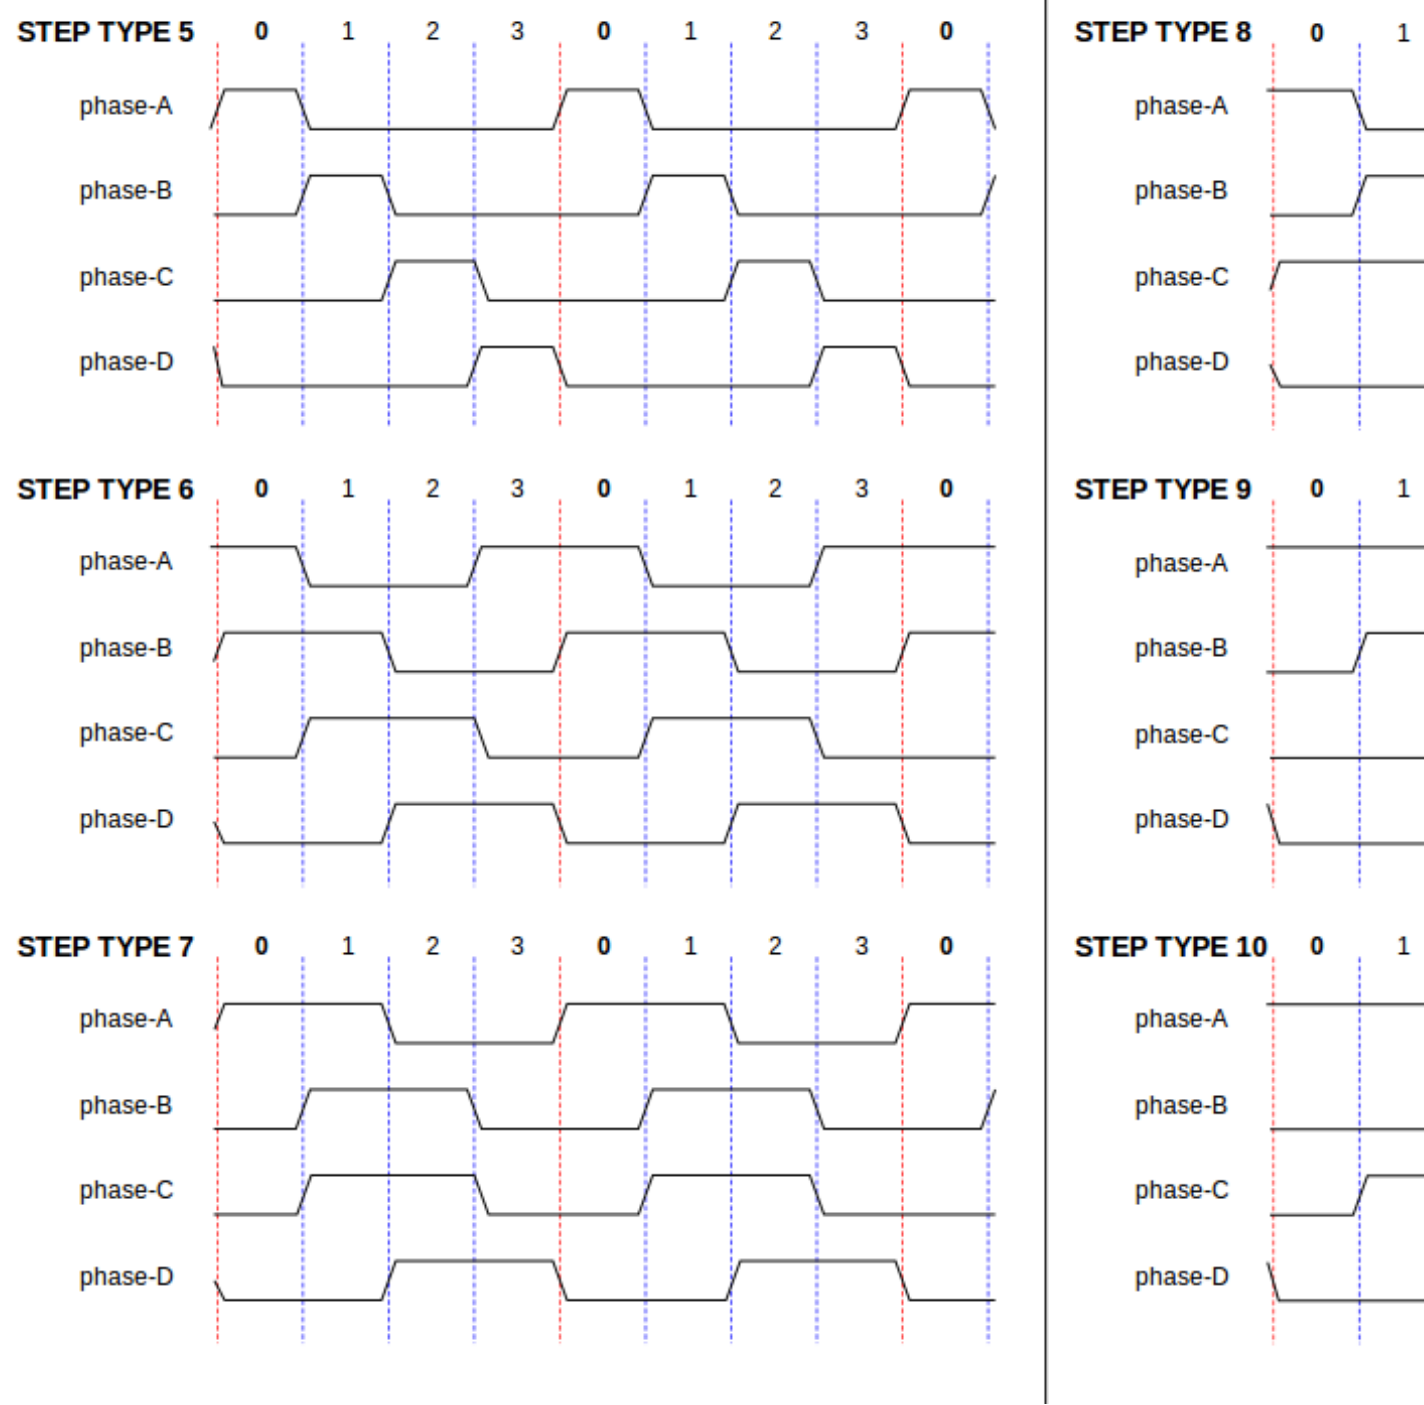 STEP TYPE 5 0 1 2 3 0 1 2 3 0
phase-A
phase-B
phase-C
phase-D
STEP TYPE 6 0 1 2 3 0 1 2 3 0
phase-A
phase-B
phase-C
phase-D
STEP TYPE 7 0 1 2 3 0 1 2 3 0
phase-A
phase-B
phase-C
phase-D
STEP TYPE 8 0 1
phase-A
phase-B
phase-C
phase-D
STEP TYPE 9 0 1
phase-A
phase-B
phase-C
phase-D
STEP TYPE 10 0 1
phase-A
phase-B
phase-C
phase-D